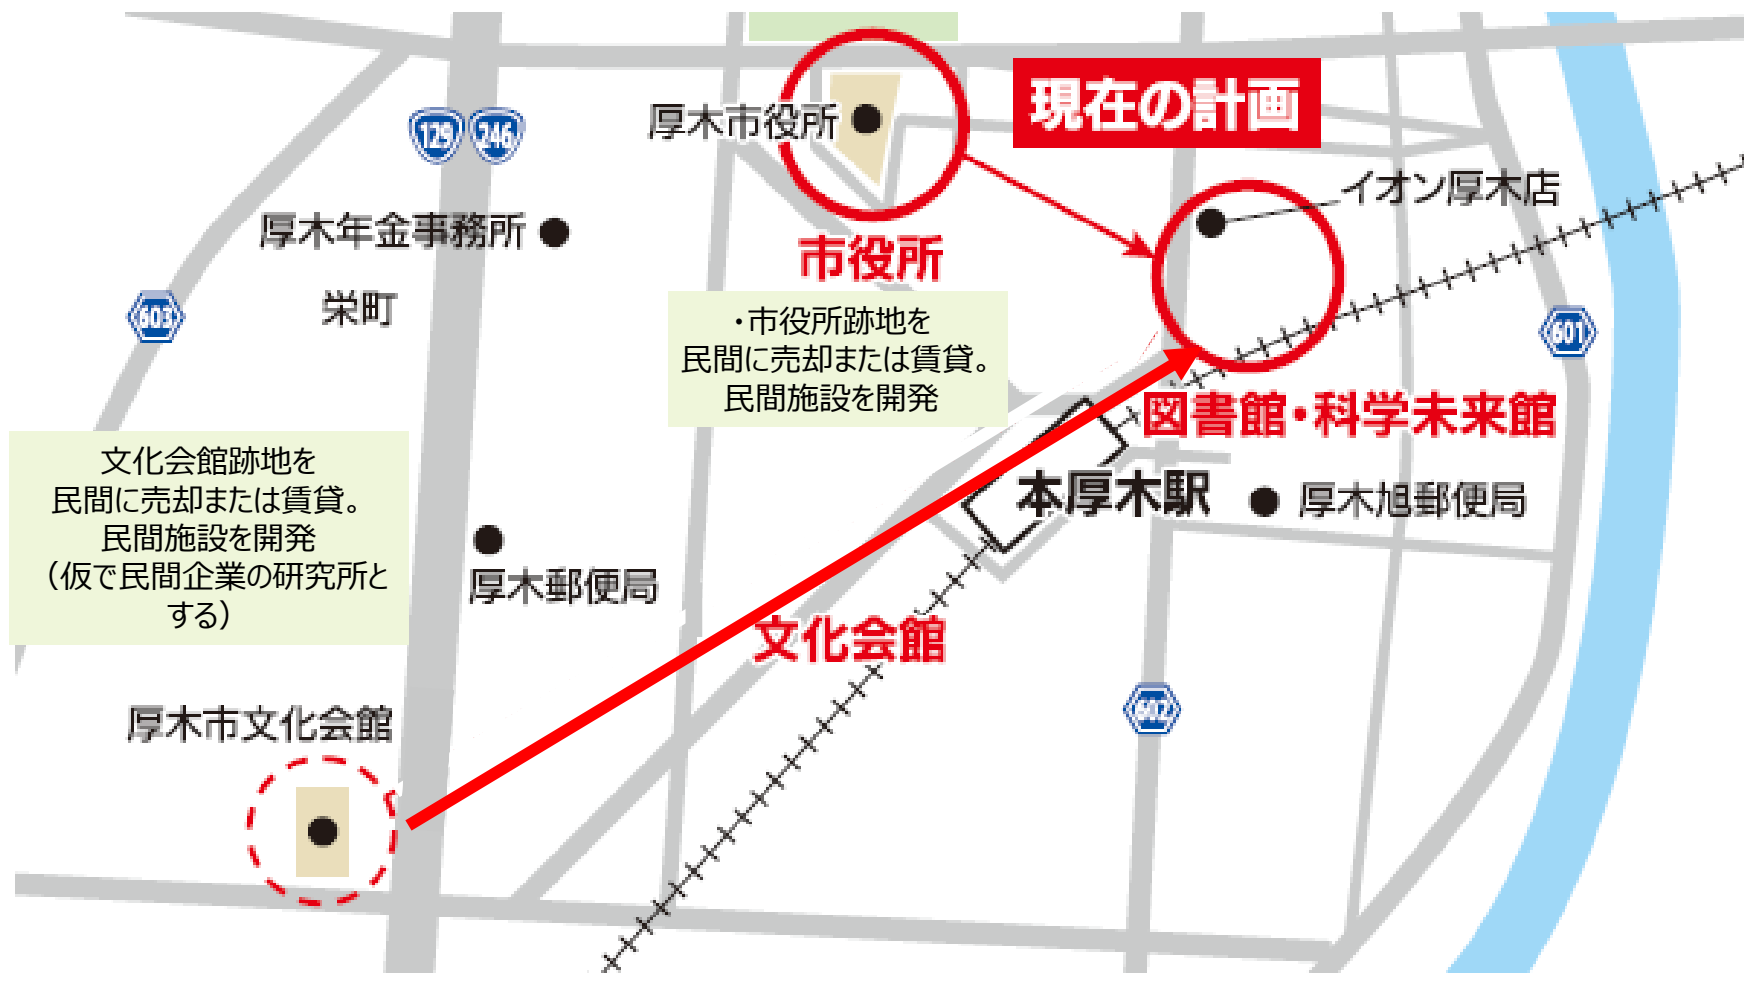 現在の計画
129
246
厚木市役所
イオン厚木店
厚木年金事務所
市役所
603
栄町
601
・市役所跡地を
民間に売却または賃貸。
民間施設を開発
図書館・科学未来館
文化会館跡地を
民間に売却または賃貸。
民間施設を開発
（仮で民間企業の研究所と
する）
本厚木駅
厚木旭郵便局
厚木郵便局
文化会館
602
厚木市文化会館